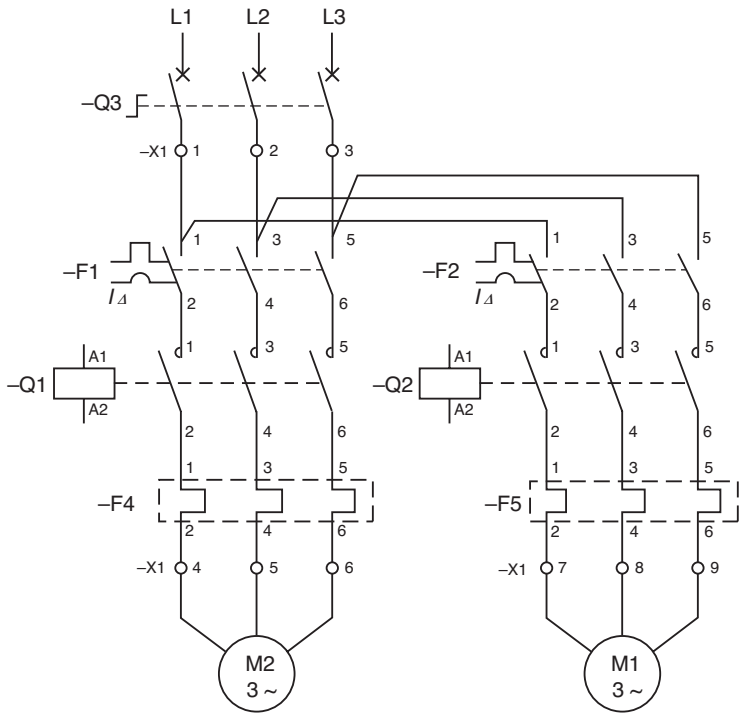 L1 L2 L3
–Q3
–X1 1 2 3
1 3 5 1 3 5
–F1 –F2
I⊿ 2 4 6 I⊿ 2 4 6
A1 1 3 5 A1 1 3 5
–Q1 –Q2
A2 2 4 6 A2 2 4 6
1 3 5 1 3 5
–F4 –F5
2 4 6 2 4 6
–X1 4 5 6 –X1 7 8 9
M2 M1
3 ~ 3 ~